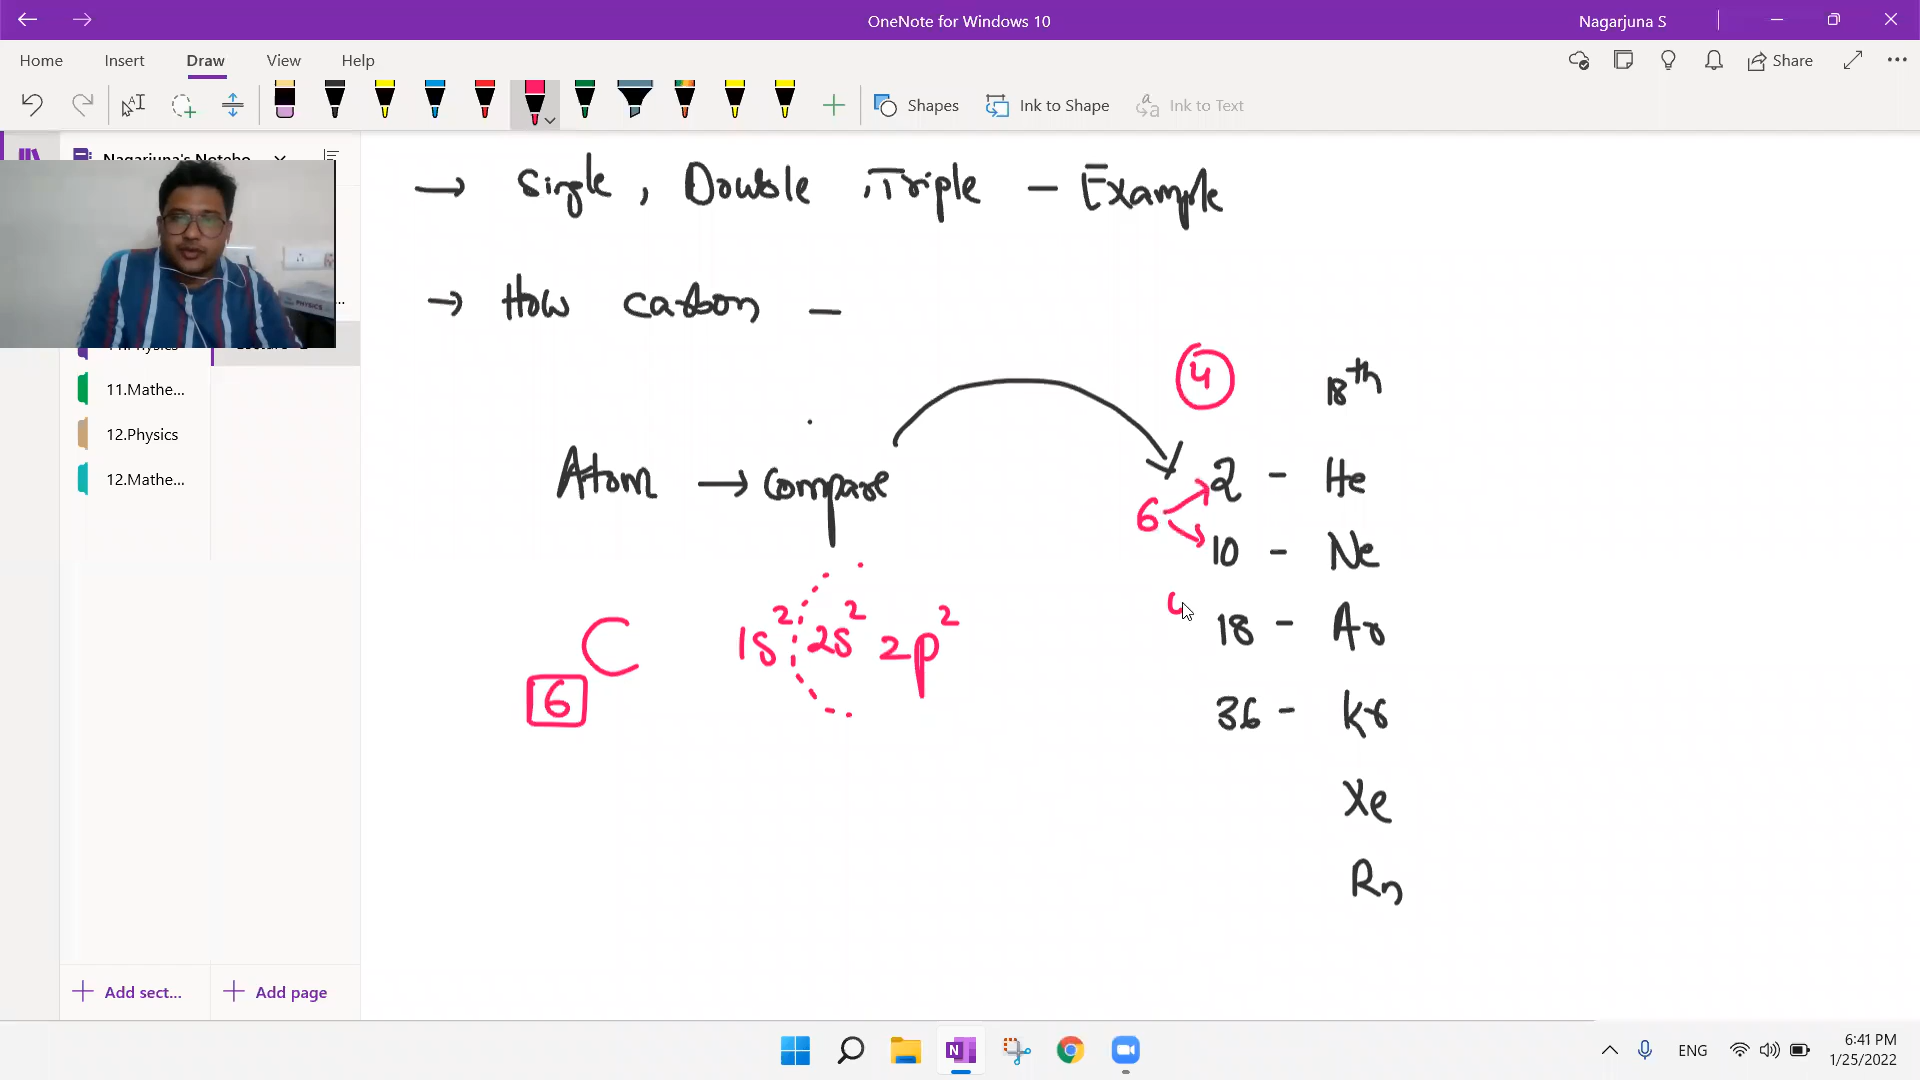 OneNote for Windows 10
Nagarjuna S
Home Insert Draw View Help
Share
Shapes Ink to Shape Ink to Text
Nagarjuna's Notebo
11.Mathe...
12.Physics
12.Mathe...
Add sect...
Add page
→ Single, Double, Triple - Example
→ How carbon -
4
18th
Atom → Compare
2 - He
6
10 - Ne
C 1s² 2s² 2p²
6
18 - Ar
36 - Kr
Xe
Rn
PHYSICS
ENG
6:41 PM
1/25/2022